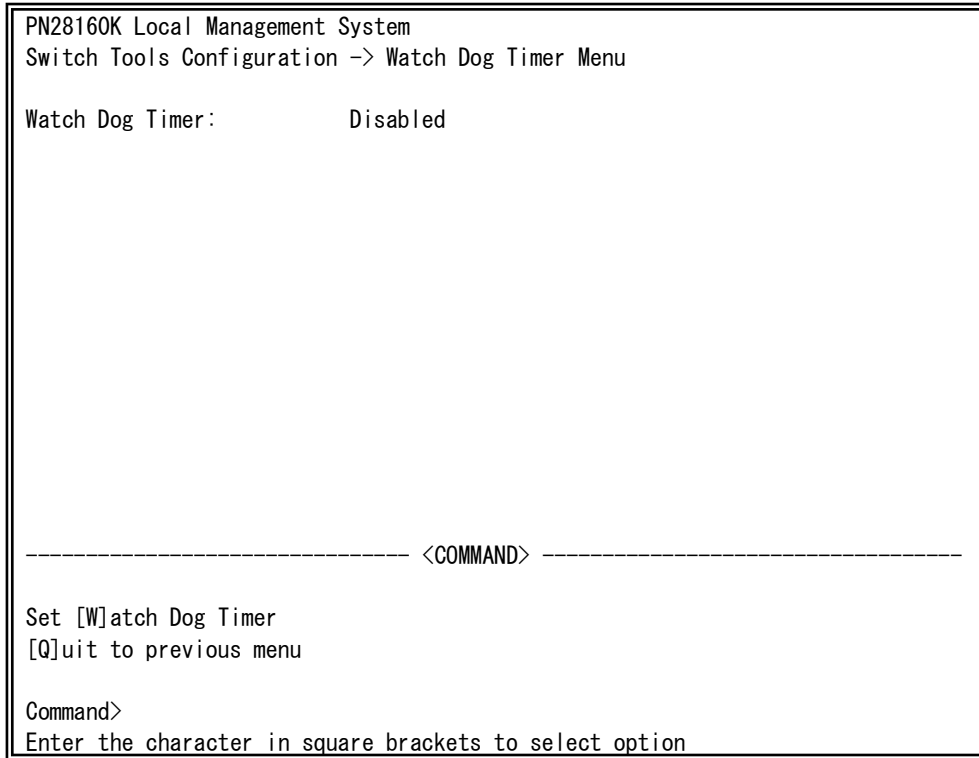 PN28160K Local Management System
Switch Tools Configuration -> Watch Dog Timer Menu
Watch Dog Timer: Disabled
-------------------------------- <COMMAND> -----------------------------------
Set [W]atch Dog Timer
[Q]uit to previous menu
Command>
Enter the character in square brackets to select option